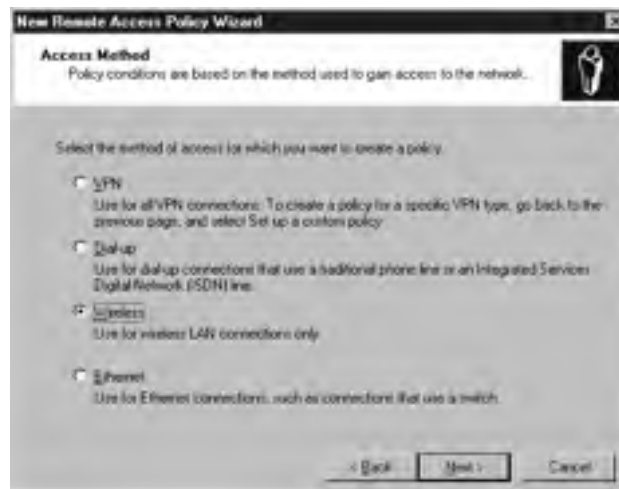 New Remote Access Policy Wizard
Access Method
Policy conditions are based on the method used to gain access to the network.
Select the method of access for which you want to create a policy.
VPN
Use for all VPN connections. To create a policy for a specific VPN type, go back to the
previous page, and select Set up a custom policy.
Dial-up
Use for dial-up connections that use a traditional phone line or an Integrated Services
Digital Network (ISDN) line.
Wireless
Use for wireless LAN connections only.
Ethernet
Use for Ethernet connections, such as connections that use a switch.
< Back Next > Cancel